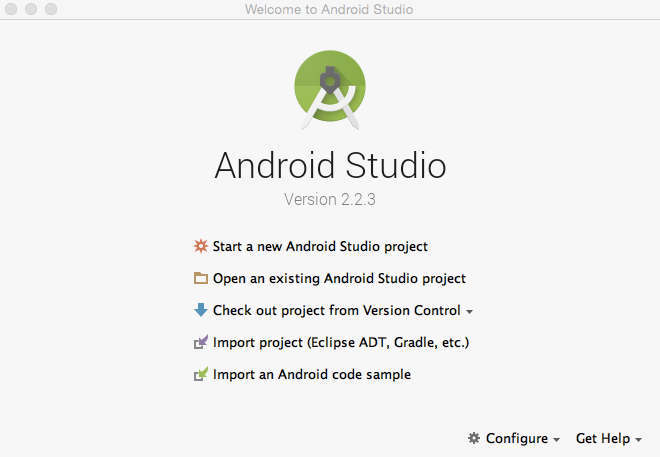 Welcome to Android Studio
Android Studio
Version 2.2.3
Start a new Android Studio project
Open an existing Android Studio project
Check out project from Version Control
Import project (Eclipse ADT, Gradle, etc.)
Import an Android code sample
Configure Get Help